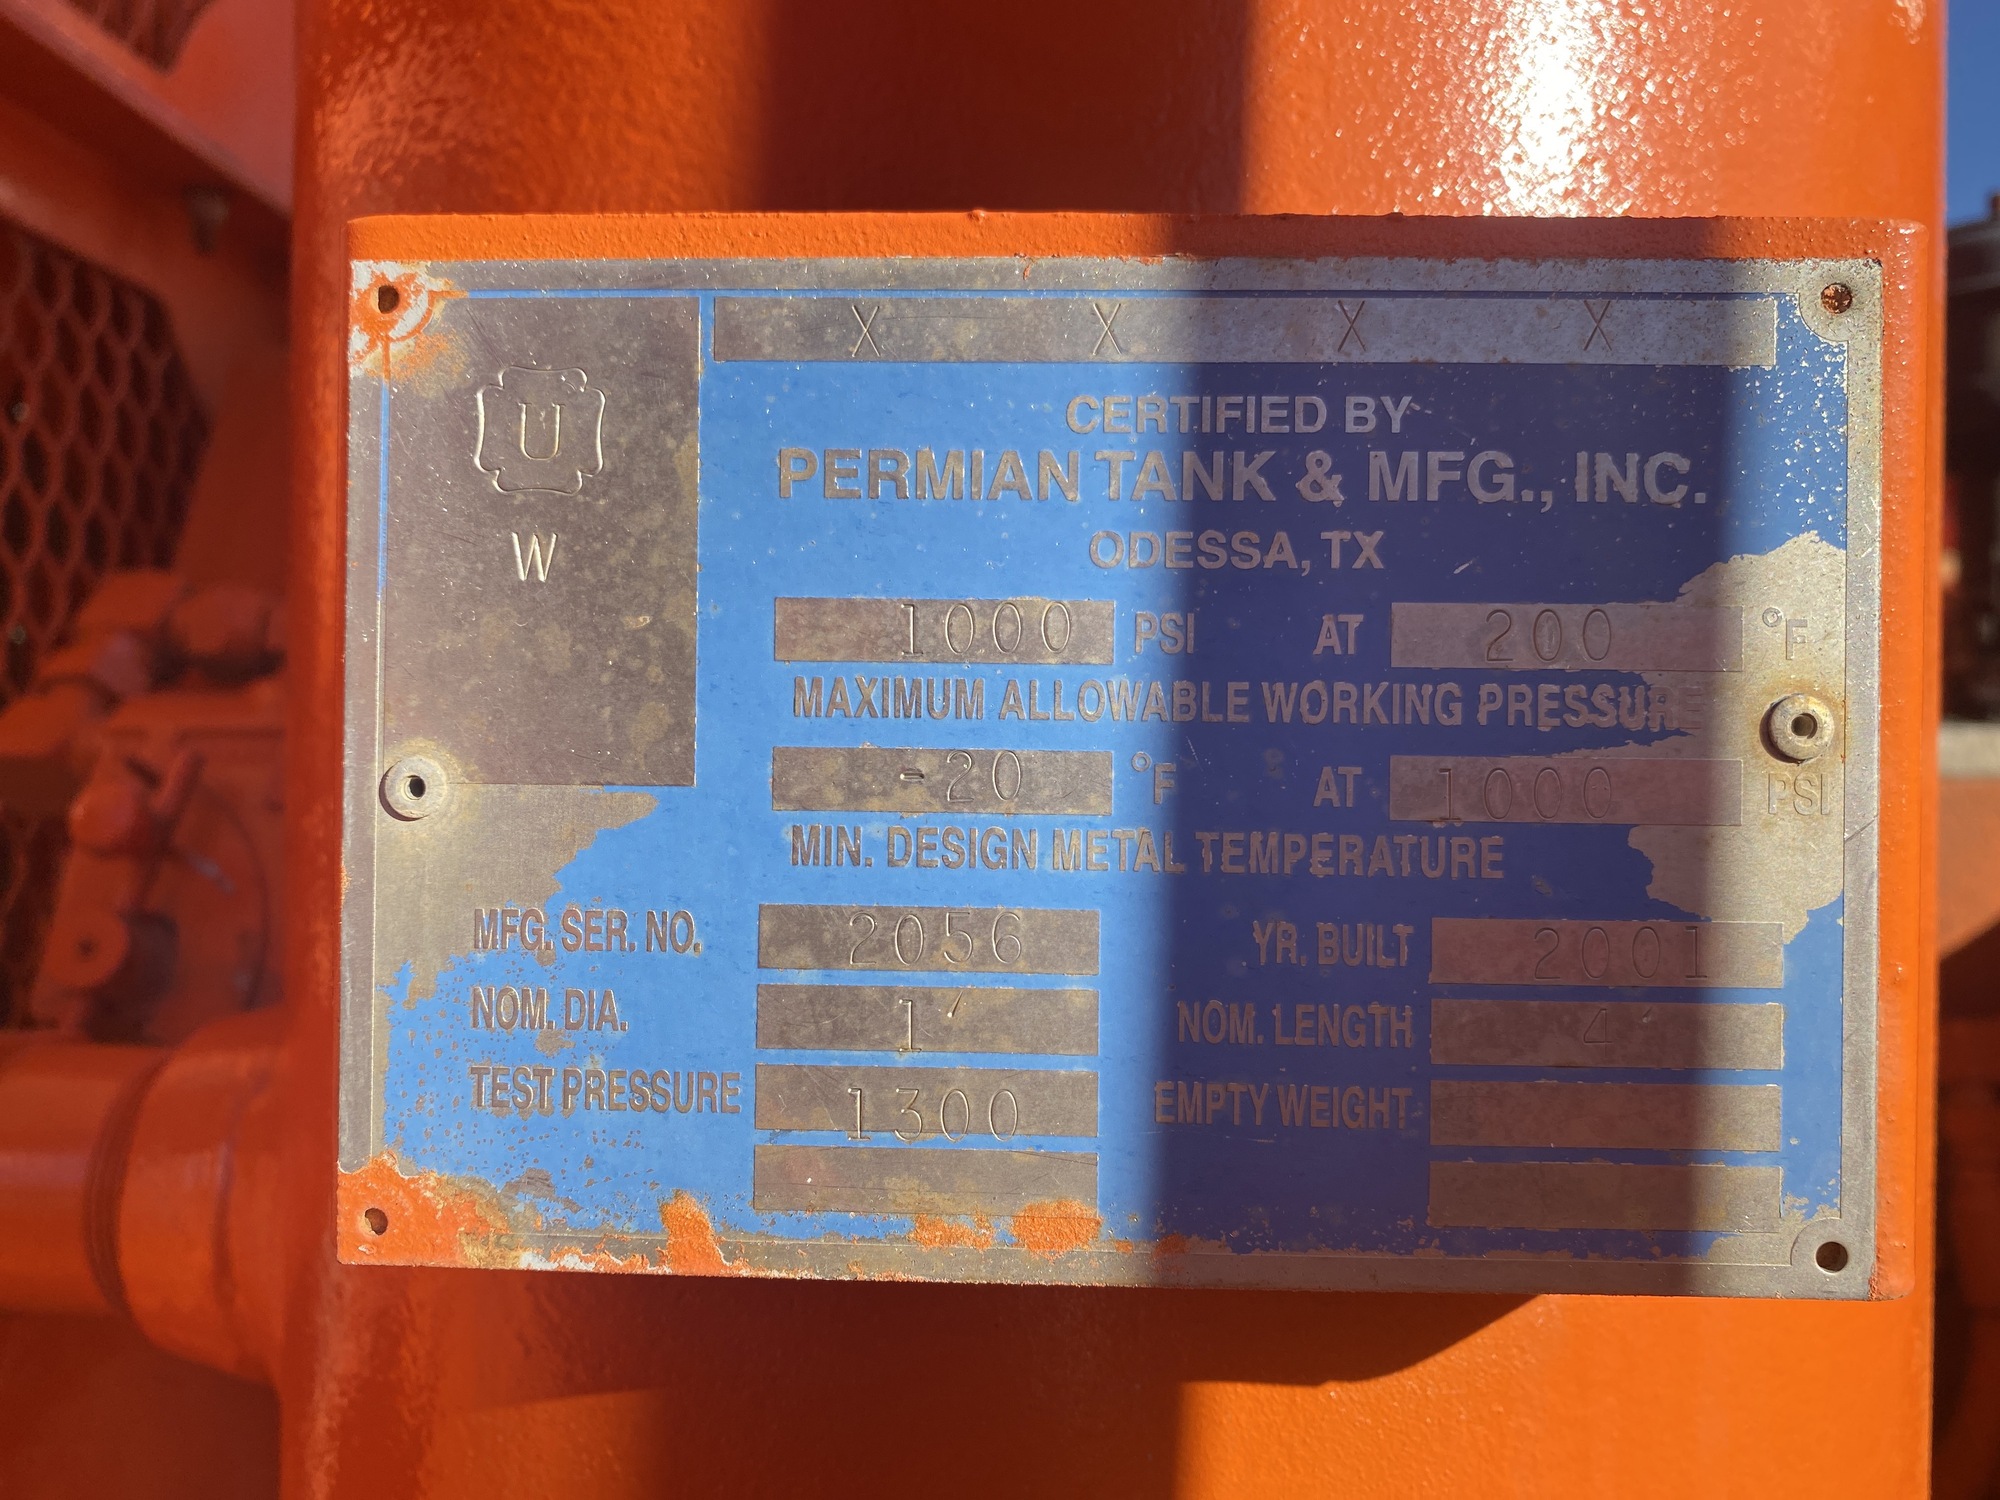 X X X X
U
W
CERTIFIED BY
PERMIAN TANK & MFG., INC.
ODESSA, TX
1000 PSI AT 200 °F
MAXIMUM ALLOWABLE WORKING PRESSURE
-20 °F AT 1000 PSI
MIN. DESIGN METAL TEMPERATURE
MFG. SER. NO. 2056 YR. BUILT 2001
NOM. DIA. 1' NOM. LENGTH 4'
TEST PRESSURE 1300 EMPTY WEIGHT